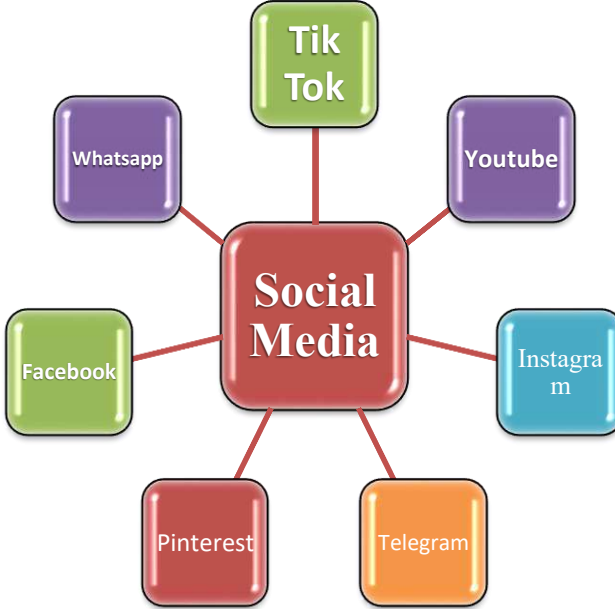 Tik
Tok
Whatsapp
Youtube
Social
Media
Facebook
Instagra
m
Pinterest
Telegram